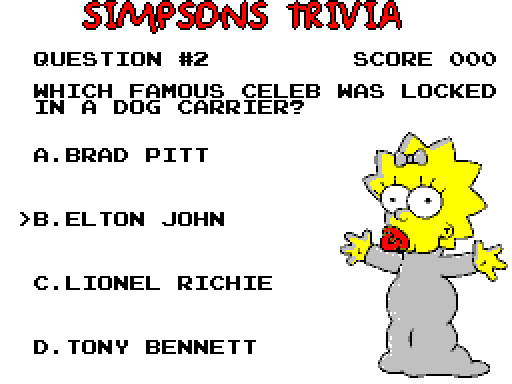 SIMPSONS TRIVIA
QUESTION #2 SCORE 000
WHICH FAMOUS CELEB WAS LOCKED
IN A DOG CARRIER?
A.BRAD PITT
>B.ELTON JOHN
C.LIONEL RICHIE
D.TONY BENNETT